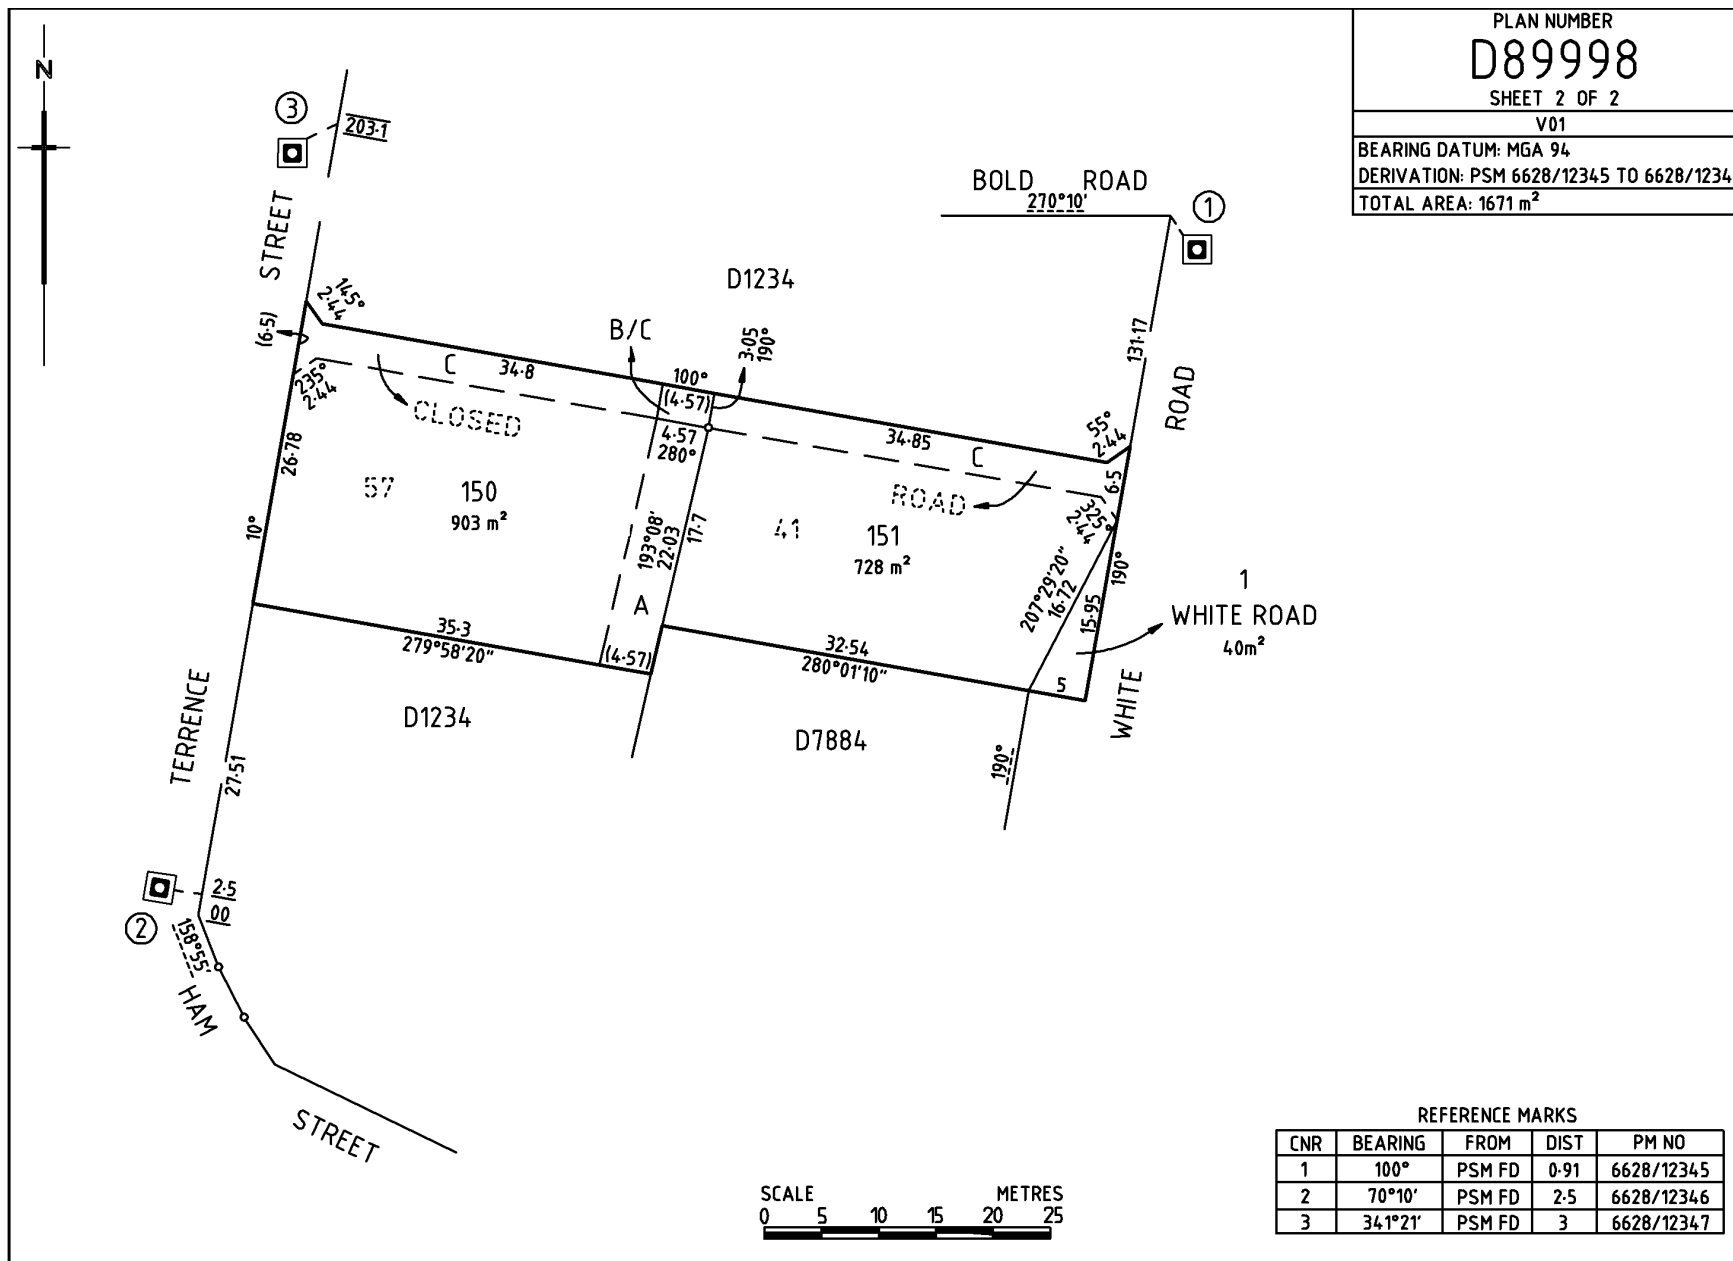 PLAN NUMBER
D89998
SHEET 2 OF 2
V01
BEARING DATUM: MGA 94
DERIVATION: PSM 6628/12345 TO 6628/1234
TOTAL AREA: 1671 m²
N
3
203·1
STREET
BOLD ROAD
270°10'
1
D1234
145°
2·44
(6·5)
B/C
3·05
190°
131·17
ROAD
C
34·8
100°
(4·57)
235°
2·44
CLOSED
4·57
280°
34·85
C
55°
2·44
6·5
ROAD
325°
2·44
26·78
57
150
903 m²
193°08'
22·03
17·7
41
151
728 m²
10°
A
207°29'20"
16·72
190°
15·95
1
WHITE ROAD
40m²
35·3
279°58'20"
(4·57)
32·54
280°01'10"
5
WHITE
TERRENCE
D1234
D7884
190°
27·51
2·5
00
2
158°55'
HAM
STREET
REFERENCE MARKS
CNR BEARING FROM DIST PM NO
1 100° PSM FD 0·91 6628/12345
2 70°10' PSM FD 2·5 6628/12346
3 341°21' PSM FD 3 6628/12347
SCALE METRES
0 5 10 15 20 25